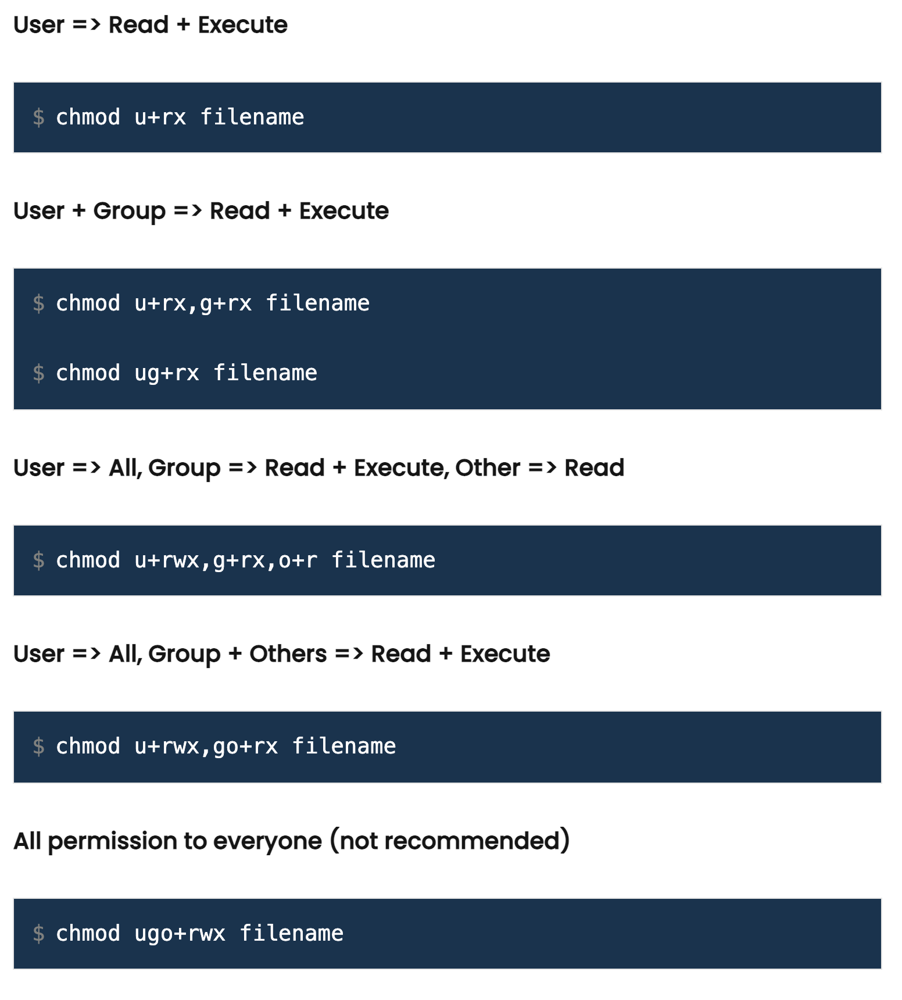 User => Read + Execute
$ chmod u+rx filename
User + Group => Read + Execute
$ chmod u+rx,g+rx filename
$ chmod ug+rx filename
User => All, Group => Read + Execute, Other => Read
$ chmod u+rwx,g+rx,o+r filename
User => All, Group + Others => Read + Execute
$ chmod u+rwx,go+rx filename
All permission to everyone (not recommended)
$ chmod ugo+rwx filename